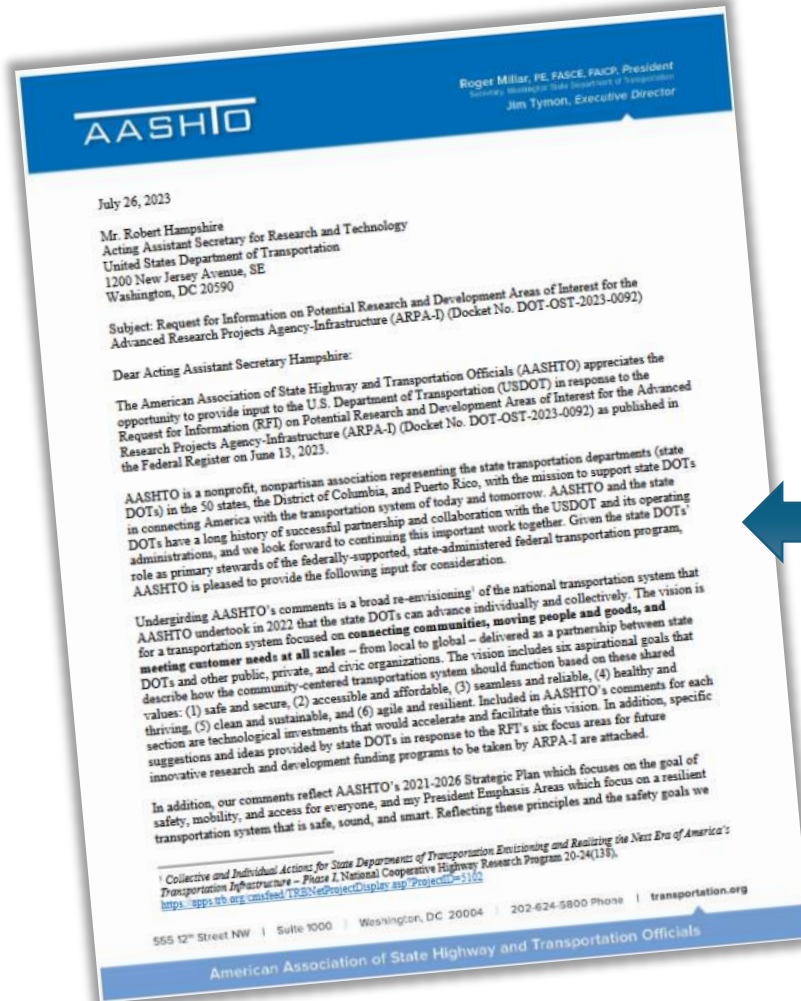 AASHTO
Roger Millar, PE, FASCE, FAICP, President
Secretary, Washington State Department of Transportation
Jim Tymon, Executive Director
July 26, 2023
Mr. Robert Hampshire
Acting Assistant Secretary for Research and Technology
United States Department of Transportation
1200 New Jersey Avenue, SE
Washington, DC 20590
Subject: Request for Information on Potential Research and Development Areas of Interest for the
Advanced Research Projects Agency-Infrastructure (ARPA-I) (Docket No. DOT-OST-2023-0092)
Dear Acting Assistant Secretary Hampshire:
The American Association of State Highway and Transportation Officials (AASHTO) appreciates the
opportunity to provide input to the U.S. Department of Transportation (USDOT) in response to the
Request for Information (RFI) on Potential Research and Development Areas of Interest for the Advanced
Research Projects Agency-Infrastructure (ARPA-I) (Docket No. DOT-OST-2023-0092) as published in
the Federal Register on June 13, 2023.
AASHTO is a nonprofit, nonpartisan association representing the state transportation departments (state
DOTs) in the 50 states, the District of Columbia, and Puerto Rico, with the mission to support state DOTs
in connecting America with the transportation system of today and tomorrow. AASHTO and the state
DOTs have a long history of successful partnership and collaboration with the USDOT and its operating
administrations, and we look forward to continuing this important work together. Given the state DOTs'
role as primary stewards of the federally-supported, state-administered federal transportation program,
AASHTO is pleased to provide the following input for consideration.
Undergirding AASHTO's comments is a broad re-envisioning¹ of the national transportation system that
AASHTO undertook in 2022 that the state DOTs can advance individually and collectively. The vision is
for a transportation system focused on connecting communities, moving people and goods, and
meeting customer needs at all scales – from local to global – delivered as a partnership between state
DOTs and other public, private, and civic organizations. The vision includes six aspirational goals that
describe how the community-centered transportation system should function based on these shared
values: (1) safe and secure, (2) accessible and affordable, (3) seamless and reliable, (4) healthy and
thriving, (5) clean and sustainable, and (6) agile and resilient. Included in AASHTO's comments for each
section are technological investments that would accelerate and facilitate this vision. In addition, specific
suggestions and ideas provided by state DOTs in response to the RFI's six focus areas for future
innovative research and development funding programs to be taken by ARPA-I are attached.
In addition, our comments reflect AASHTO's 2021-2026 Strategic Plan which focuses on the goal of
safety, mobility, and access for everyone, and my President Emphasis Areas which focus on a resilient
transportation system that is safe, sound, and smart. Reflecting these principles and the safety goals we
¹ Collective and Individual Actions for State Departments of Transportation Envisioning and Realizing the Next Era of America's
Transportation Infrastructure – Phase I, National Cooperative Highway Research Program 20-24(138),
https://apps.trb.org/cmsfeed/TRBNetProjectDisplay.asp?ProjectID=5102
555 12th Street NW | Suite 1000 | Washington, DC 20004 | 202-624-5800 Phone | transportation.org
American Association of State Highway and Transportation Officials